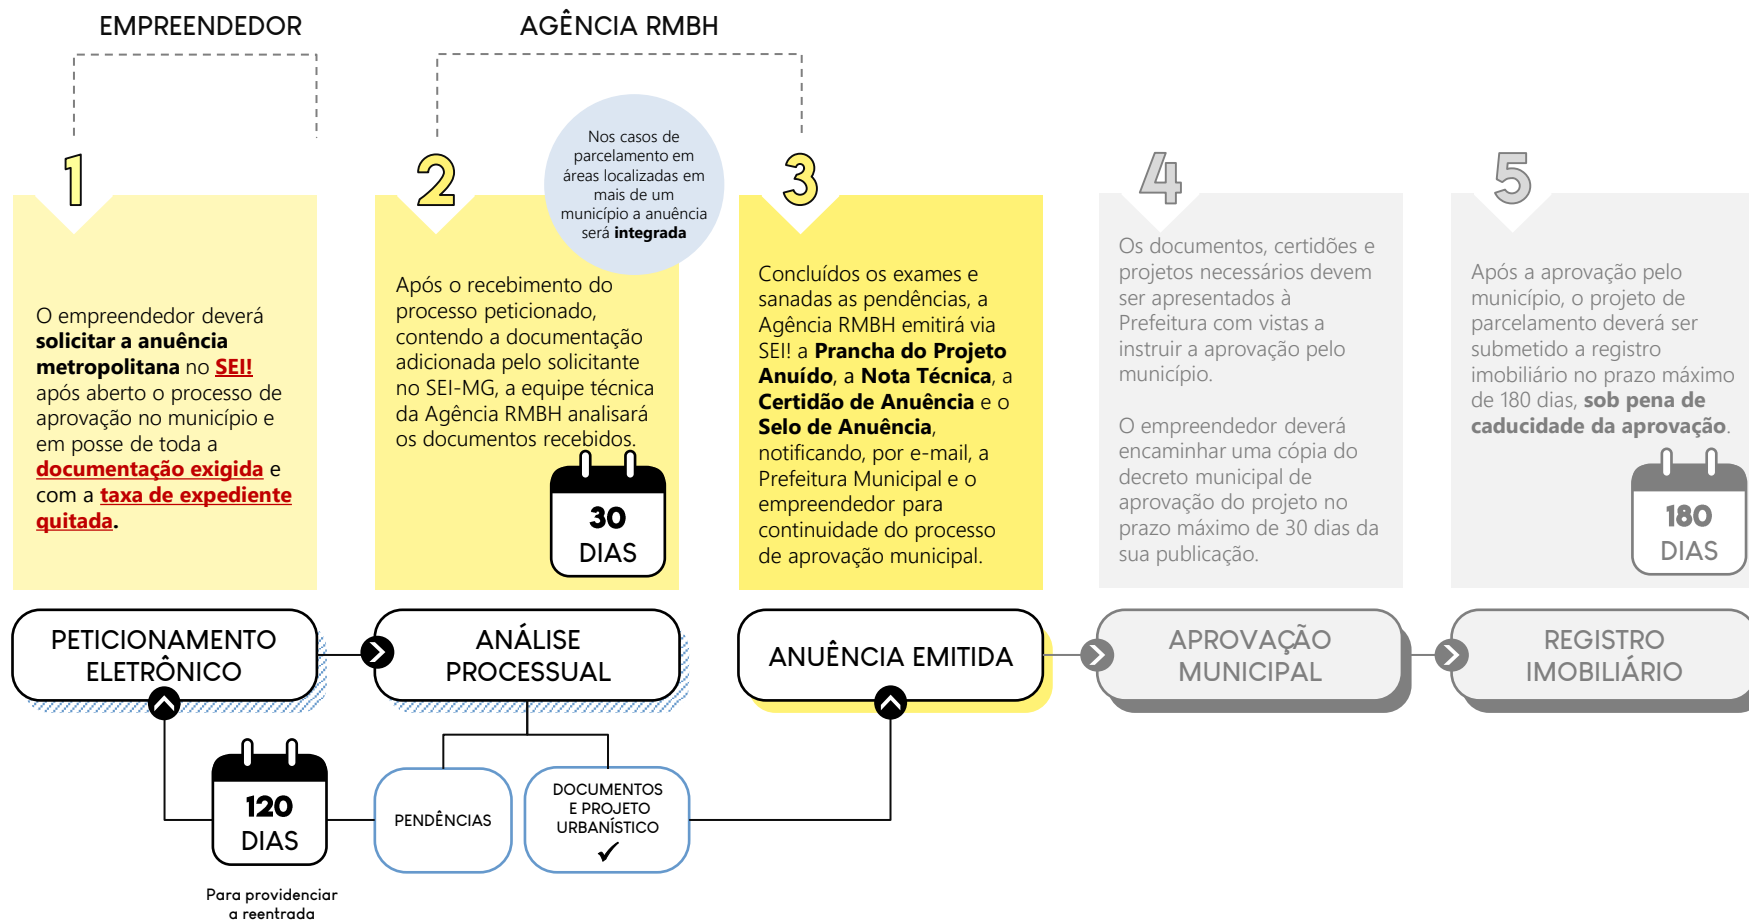 EMPREENDEDOR
AGÊNCIA RMBH
1
O empreendedor deverá
solicitar a anuência
metropolitana no SEI!
após aberto o processo de
aprovação no município e
em posse de toda a
documentação exigida e
com a taxa de expediente
quitada.
2
Nos casos de
parcelamento em
áreas localizadas em
mais de um
município a anuência
será integrada
Após o recebimento do
processo peticionado,
contendo a documentação
adicionada pelo solicitante
no SEI-MG, a equipe técnica
da Agência RMBH analisará
os documentos recebidos.
30
DIAS
3
Concluídos os exames e
sanadas as pendências, a
Agência RMBH emitirá via
SEI! a Prancha do Projeto
Anuído, a Nota Técnica, a
Certidão de Anuência e o
Selo de Anuência,
notificando, por e-mail, a
Prefeitura Municipal e o
empreendedor para
continuidade do processo
de aprovação municipal.
4
Os documentos, certidões e
projetos necessários devem
ser apresentados à
Prefeitura com vistas a
instruir a aprovação pelo
município.
O empreendedor deverá
encaminhar uma cópia do
decreto municipal de
aprovação do projeto no
prazo máximo de 30 dias da
sua publicação.
5
Após a aprovação pelo
município, o projeto de
parcelamento deverá ser
submetido a registro
imobiliário no prazo máximo
de 180 dias, sob pena de
caducidade da aprovação.
180
DIAS
PETICIONAMENTO
ELETRÔNICO
ANÁLISE
PROCESSUAL
ANUÊNCIA EMITIDA
APROVAÇÃO
MUNICIPAL
REGISTRO
IMOBILIÁRIO
120
DIAS
Para providenciar
a reentrada
PENDÊNCIAS
DOCUMENTOS
E PROJETO
URBANÍSTICO